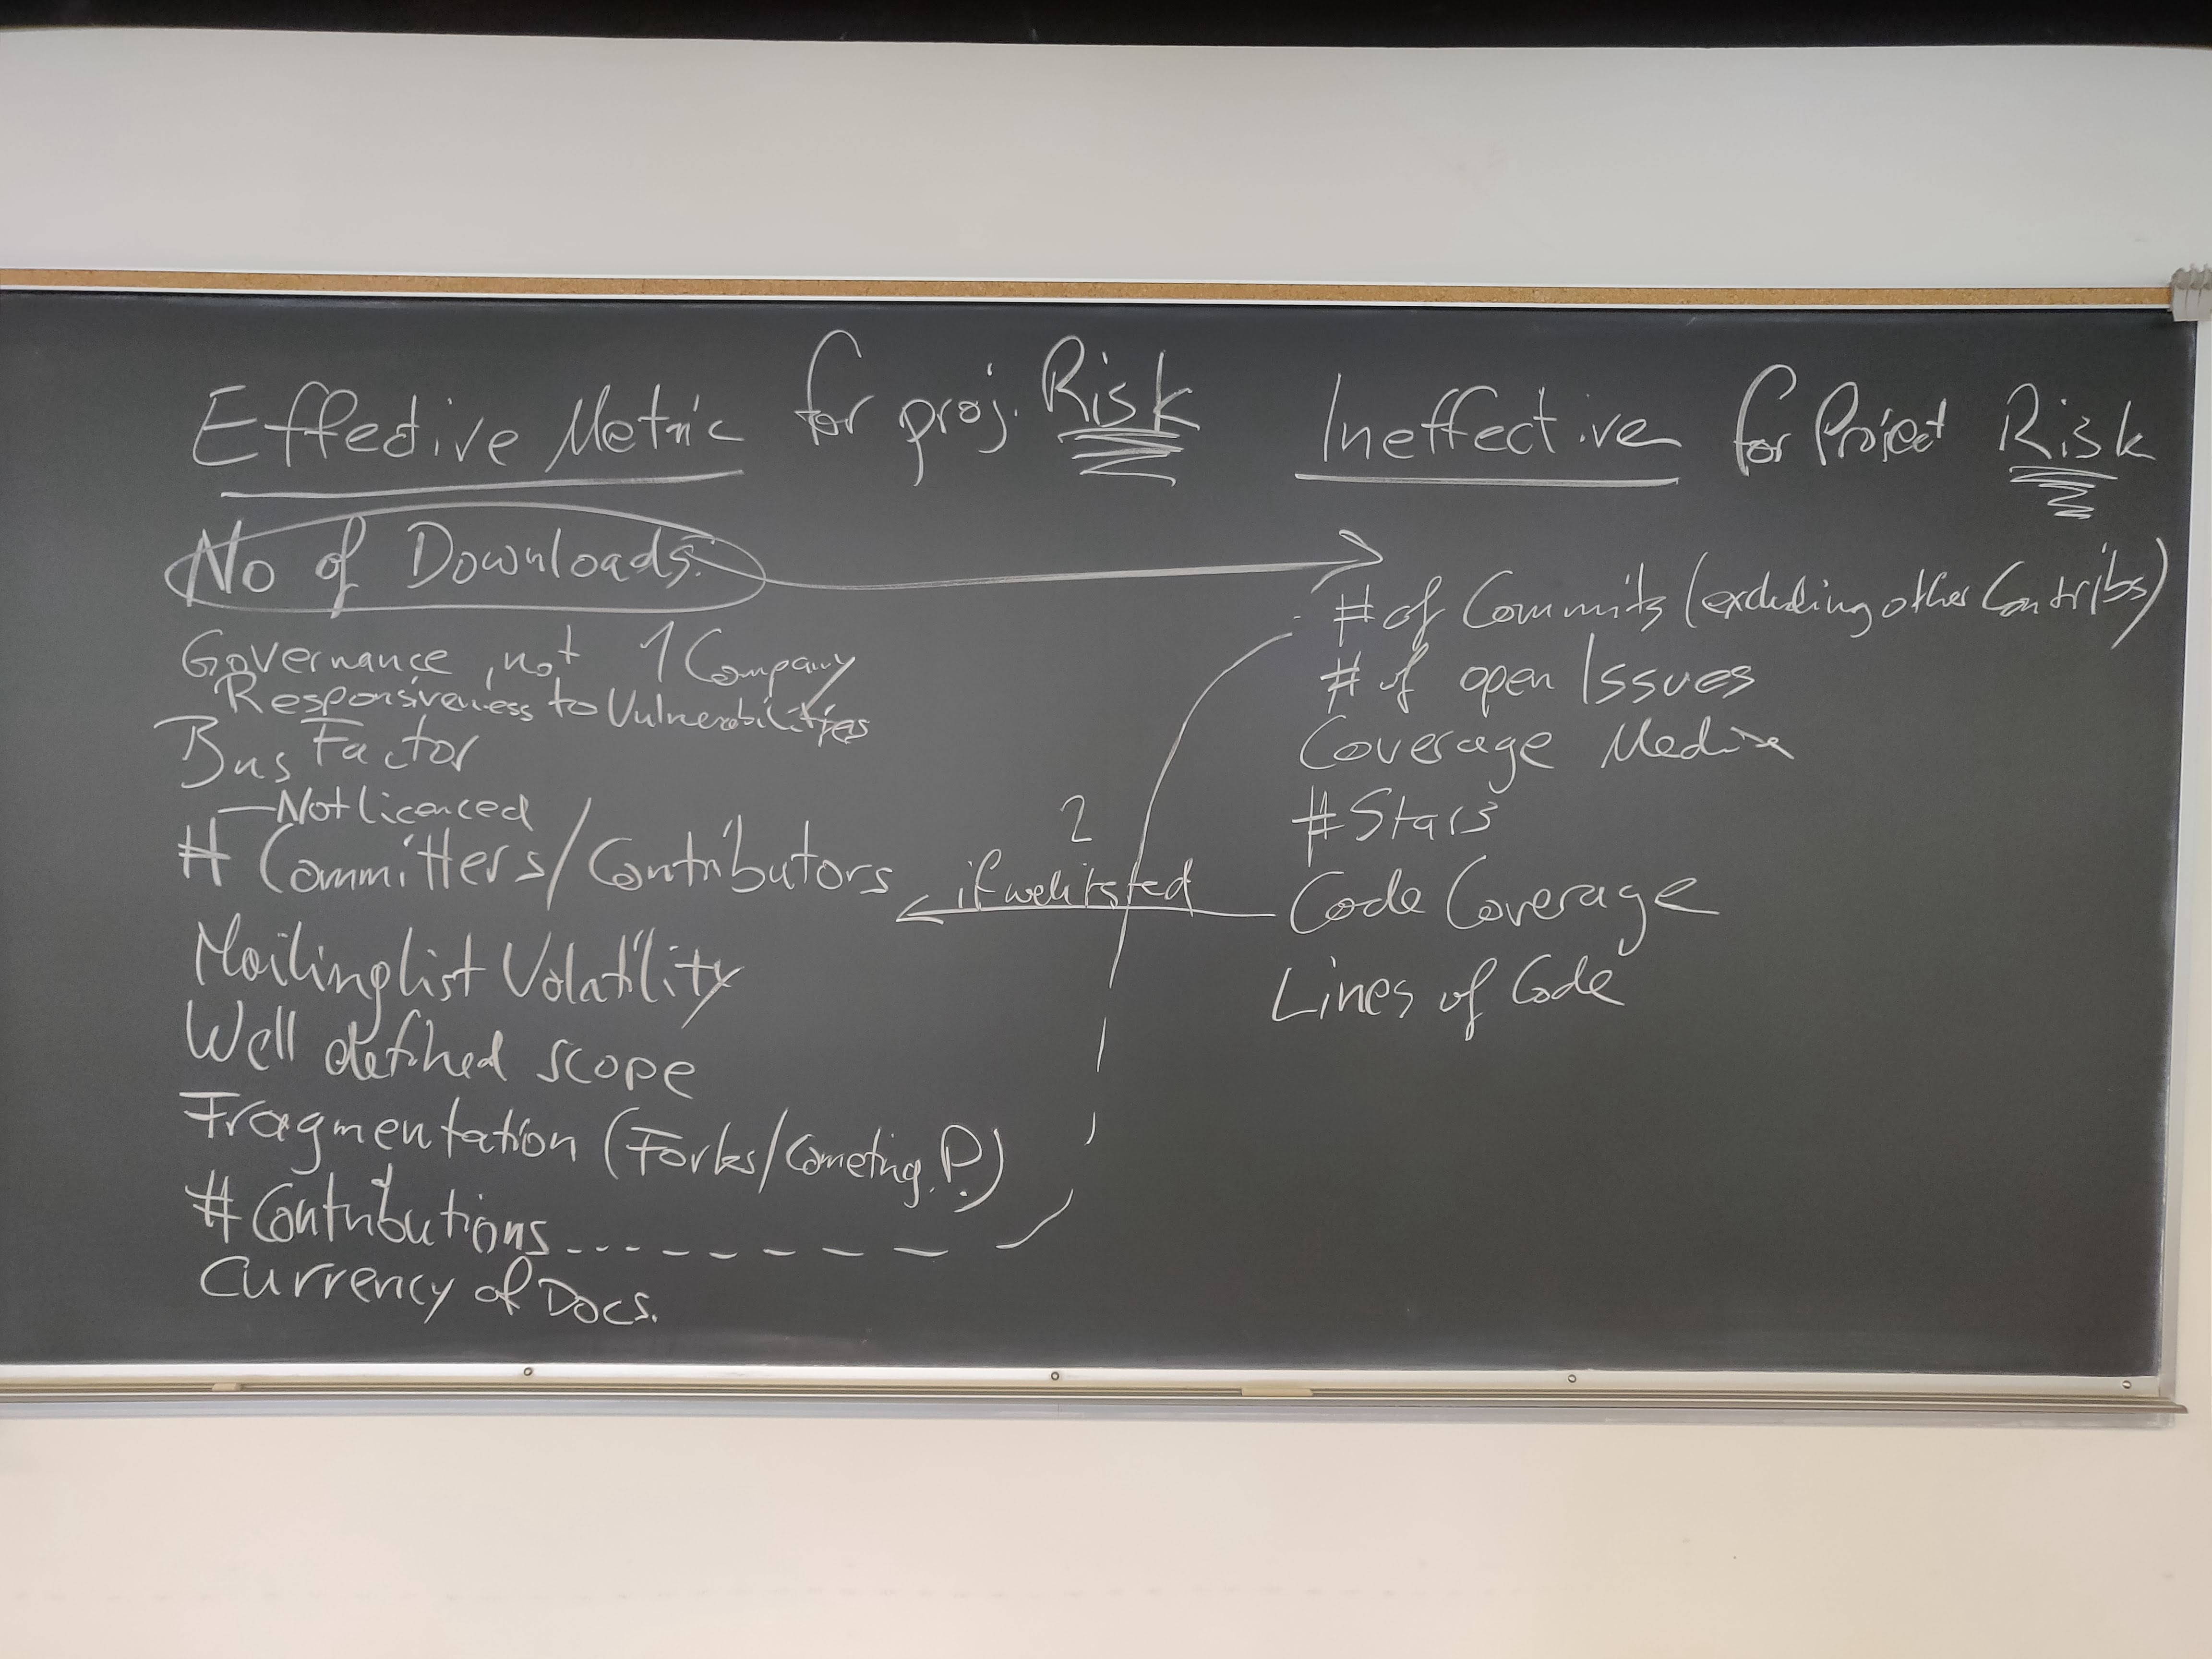 Effective Metric for proj. Risk
No of Downloads.
Governance, not 1 Company
Responsiveness to Vulnerabilities
Bus Factor
—Not licenced
# Committers/Contributors
Mailinglist Volatility
Well defined scope
Fragmentation (Forks/Cometing.P.)
#Contributions
Currency of Docs.
2
if well tested
Ineffective for Project Risk
# of Commits (excluding other Contribs)
# of open Issues
Coverage Media
#Stars
Code Coverage
Lines of Code